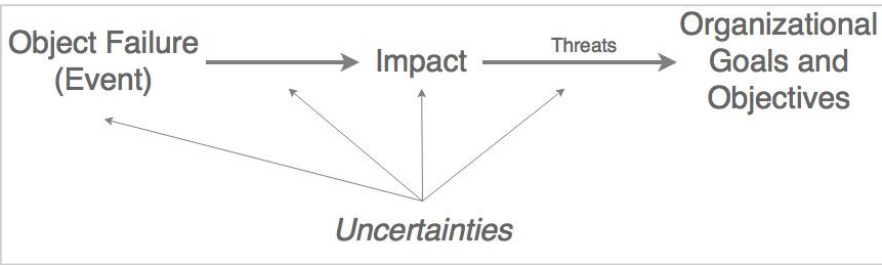 Object Failure
(Event)
Impact
Threats
Organizational
Goals and
Objectives
Uncertainties